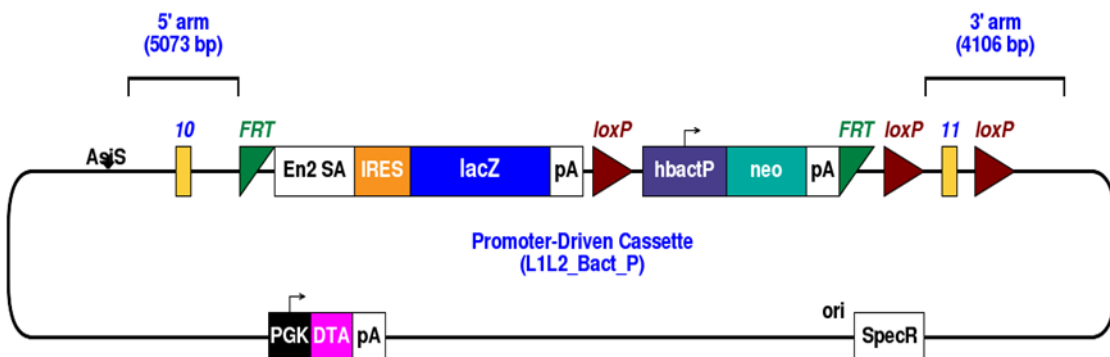 5' arm
(5073 bp)
3' arm
(4106 bp)
AsiS
10
FRT
En2 SA
IRES
lacZ
pA
loxP
hbactP
neo
pA
FRT
loxP
11
loxP
Promoter-Driven Cassette
(L1L2_Bact_P)
PGK
DTA
pA
ori
SpecR